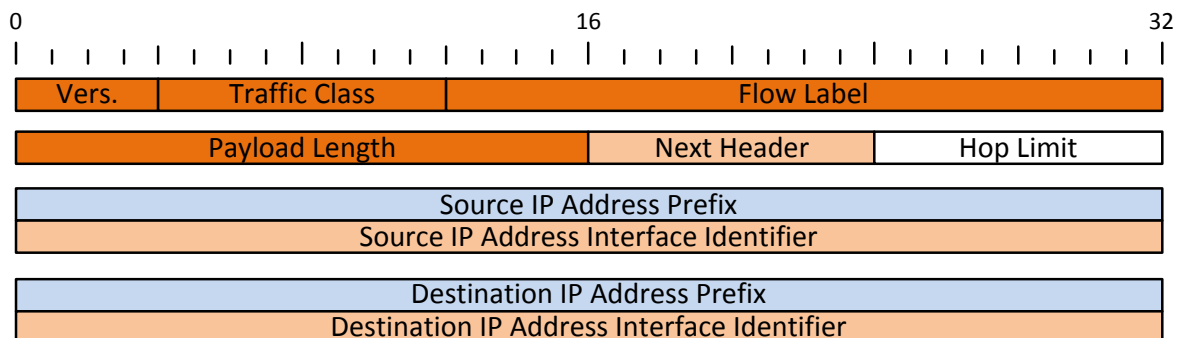 0 16 32
Vers. Traffic Class Flow Label
Payload Length Next Header Hop Limit
Source IP Address Prefix
Source IP Address Interface Identifier
Destination IP Address Prefix
Destination IP Address Interface Identifier